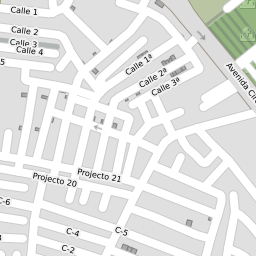 Calle 1
Calle 2
Calle 3
Calle 4
5
Calle 1ª
Calle 2ª
Calle 3ª
Avenida Circ
Projecto 21
Projecto 20
C-6
C-4
C-5
C-2